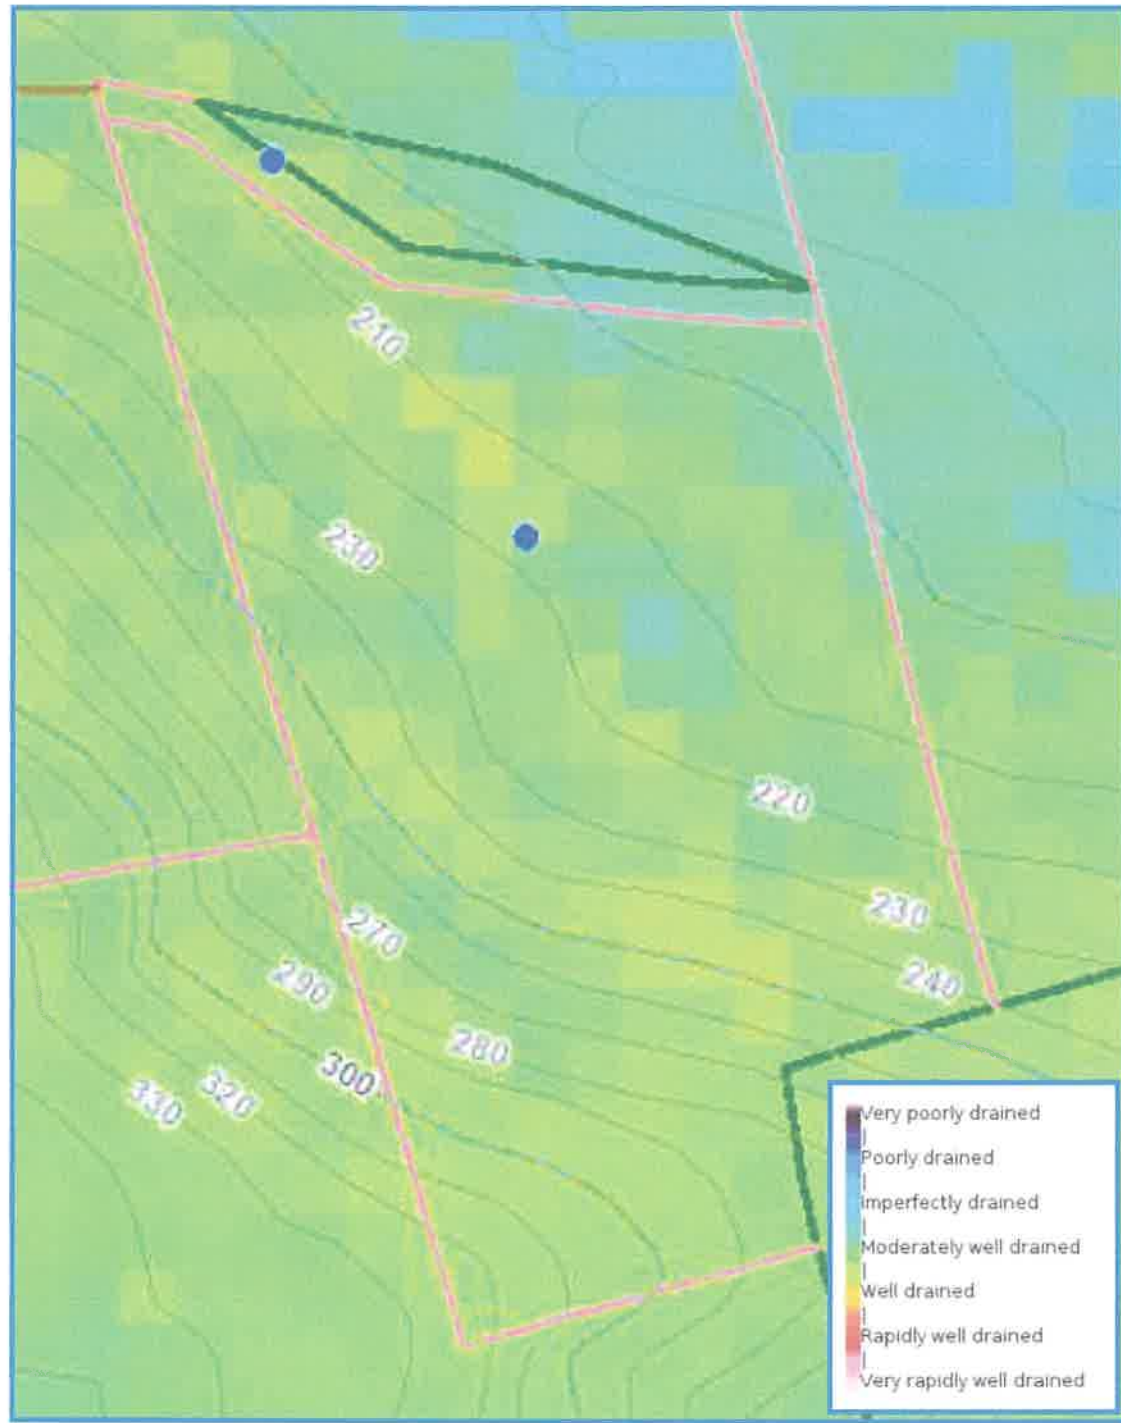 210
230
220
230
270
240
290
280
300
320
330
Very poorly drained
Poorly drained
Imperfectly drained
Moderately well drained
Well drained
Rapidly well drained
Very rapidly well drained